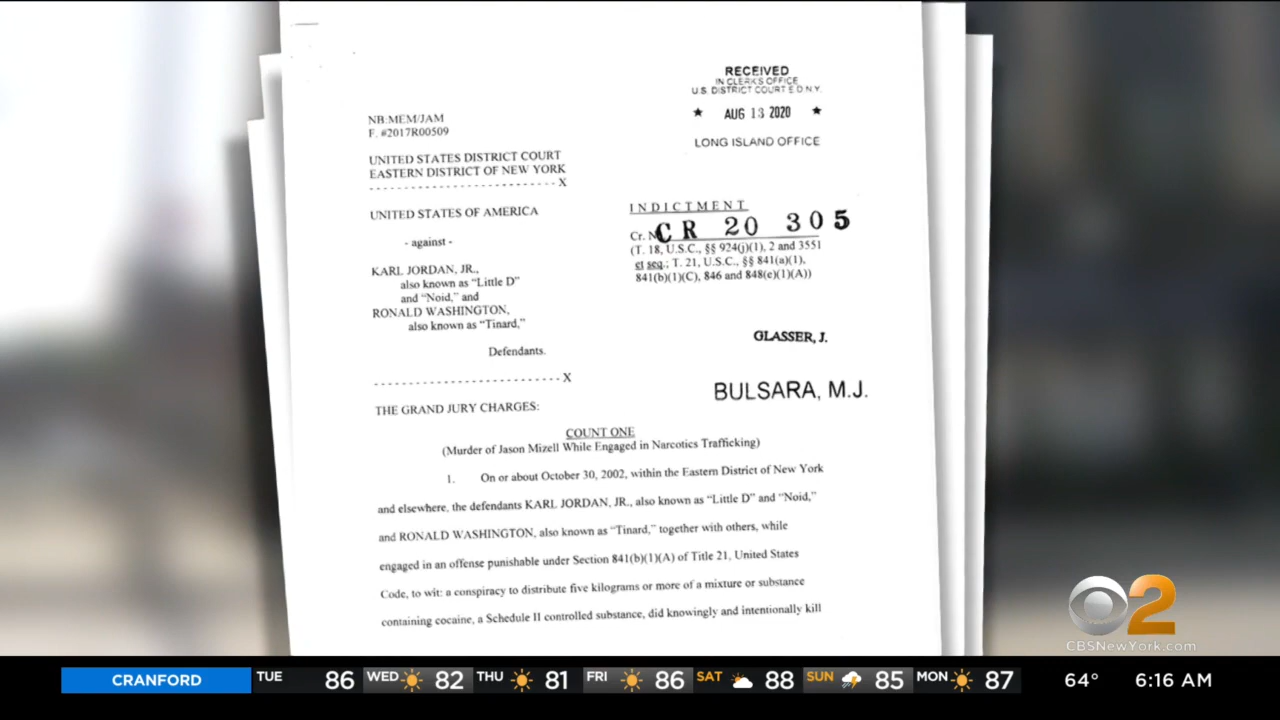 RECEIVED
IN CLERKS OFFICE
U.S. DISTRICT COURT E.D.N.Y.
★ AUG 13 2020 ★
LONG ISLAND OFFICE
NB:MEM/JAM
F. #2017R00509
UNITED STATES DISTRICT COURT
EASTERN DISTRICT OF NEW YORK
---------------------------X
UNITED STATES OF AMERICA
- against -
KARL JORDAN, JR.,
also known as “Little D”
and “Noid,” and
RONALD WASHINGTON,
also known as “Tinard,”
Defendants.
---------------------------X
INDICTMENT
Cr. N CR 20 305
(T. 18, U.S.C., §§ 924(j)(1), 2 and 3551
et seq.; T. 21, U.S.C., §§ 841(a)(1),
841(b)(1)(C), 846 and 848(e)(1)(A))
GLASSER, J.
BULSARA, M.J.
THE GRAND JURY CHARGES:
COUNT ONE
(Murder of Jason Mizell While Engaged in Narcotics Trafficking)
1. On or about October 30, 2002, within the Eastern District of New York
and elsewhere, the defendants KARL JORDAN, JR., also known as “Little D” and “Noid,”
and RONALD WASHINGTON, also known as “Tinard,” together with others, while
engaged in an offense punishable under Section 841(b)(1)(A) of Title 21, United States
Code, to wit: a conspiracy to distribute five kilograms or more of a mixture or substance
containing cocaine, a Schedule II controlled substance, did knowingly and intentionally kill
2
CBSNewYork.com
CRANFORD TUE 86 WED 82 THU 81 FRI 86 SAT 88 SUN 85 MON 87 64° 6:16 AM